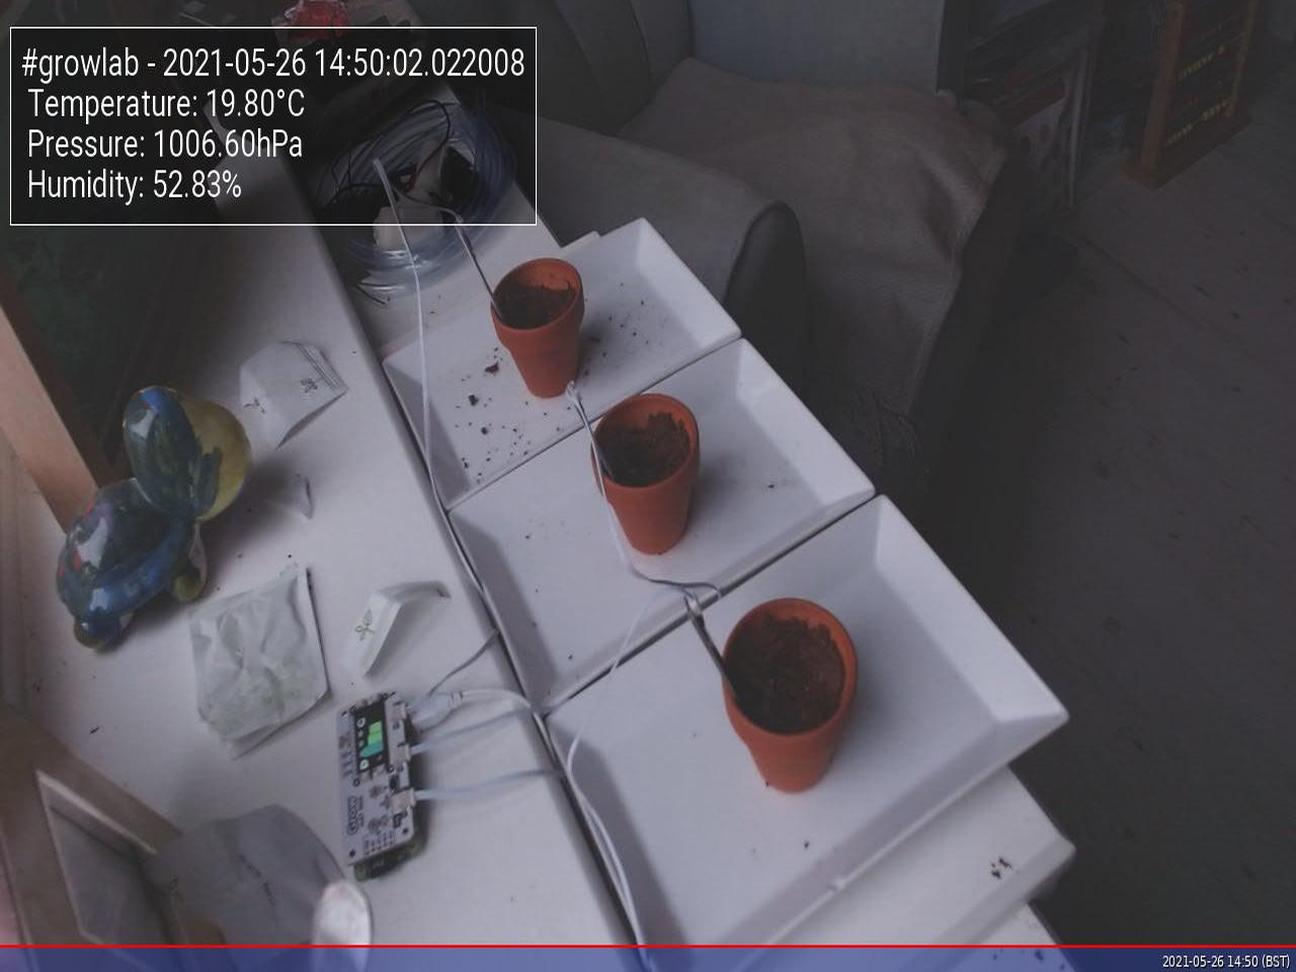 #growlab - 2021-05-26 14:50:02.022008
Temperature: 19.80°C
Pressure: 1006.60hPa
Humidity: 52.83%
2021-05-26 14:50 (BST)